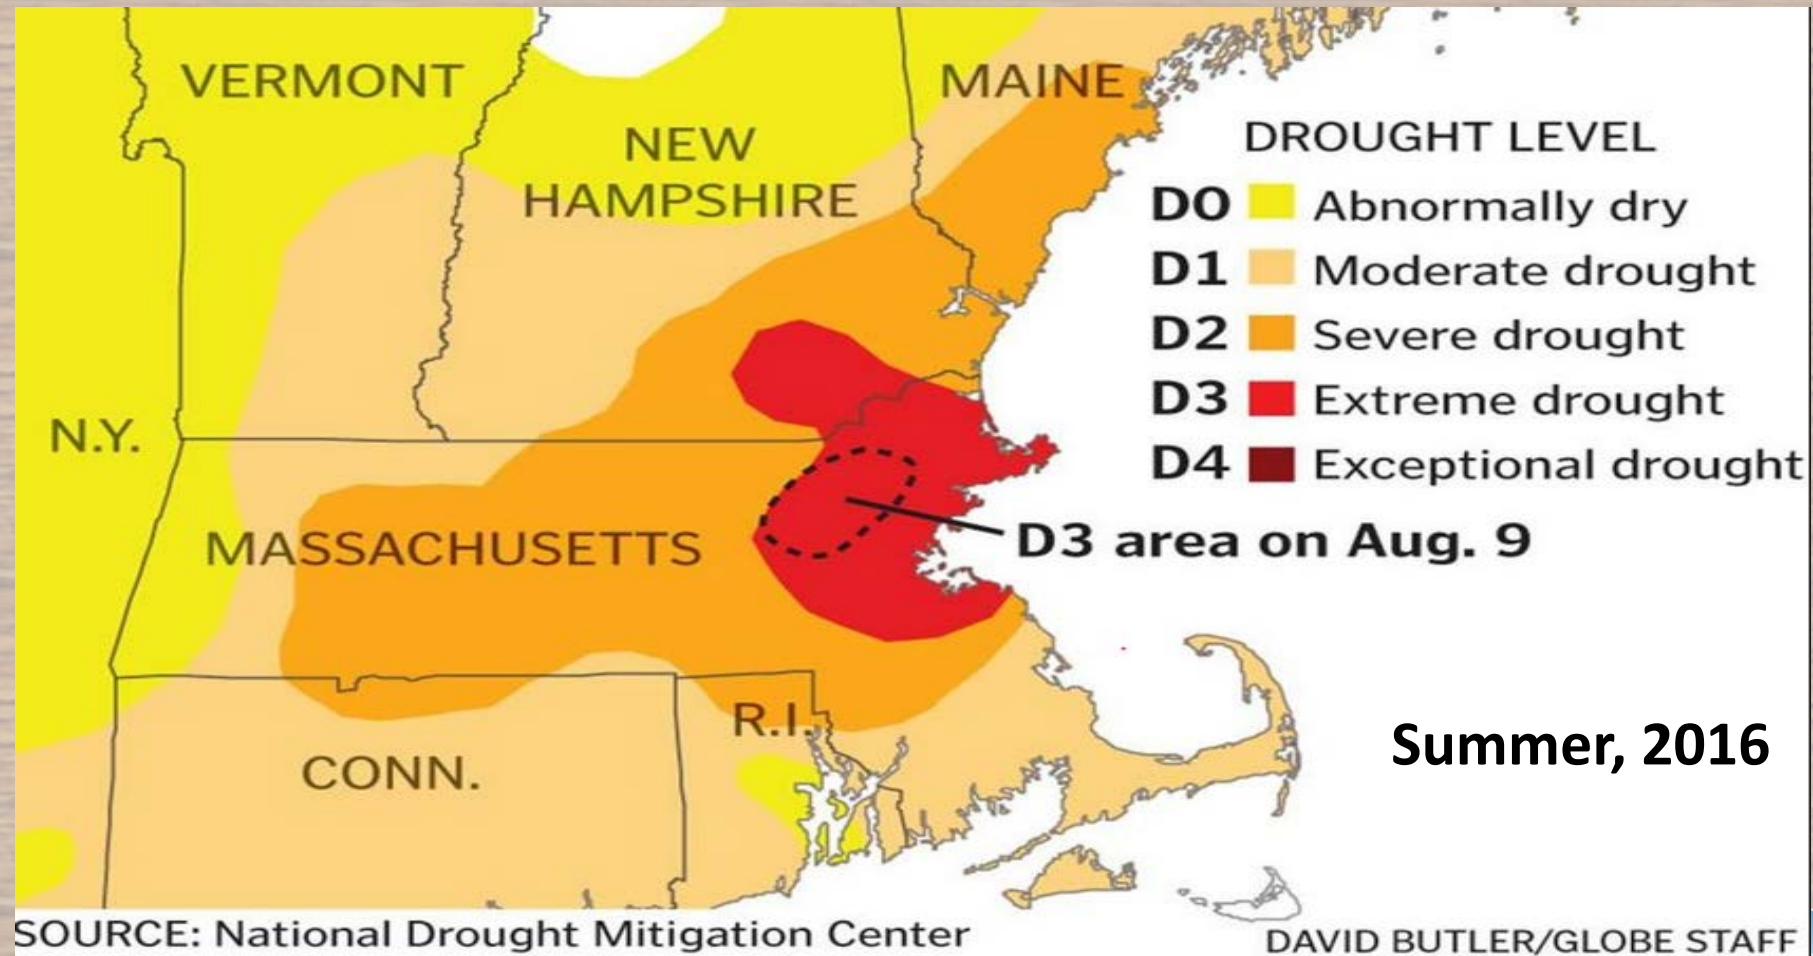 VERMONT
MAINE
NEW
HAMPSHIRE
DROUGHT LEVEL
D0 Abnormally dry
D1 Moderate drought
D2 Severe drought
D3 Extreme drought
D4 Exceptional drought
N.Y.
MASSACHUSETTS
D3 area on Aug. 9
R.I.
CONN.
Summer, 2016
SOURCE: National Drought Mitigation Center
DAVID BUTLER/GLOBE STAFF